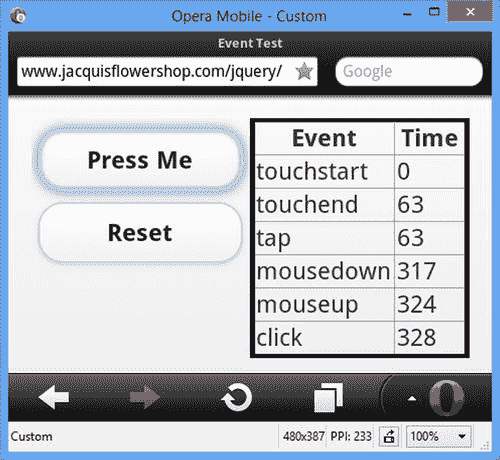 Opera Mobile - Custom
Event Test
www.jacquisflowershop.com/jquery/ Google
Press Me
Reset
Event Time
touchstart 0
touchend 63
tap 63
mousedown 317
mouseup 324
click 328
Custom 480x387 PPI: 233 100%